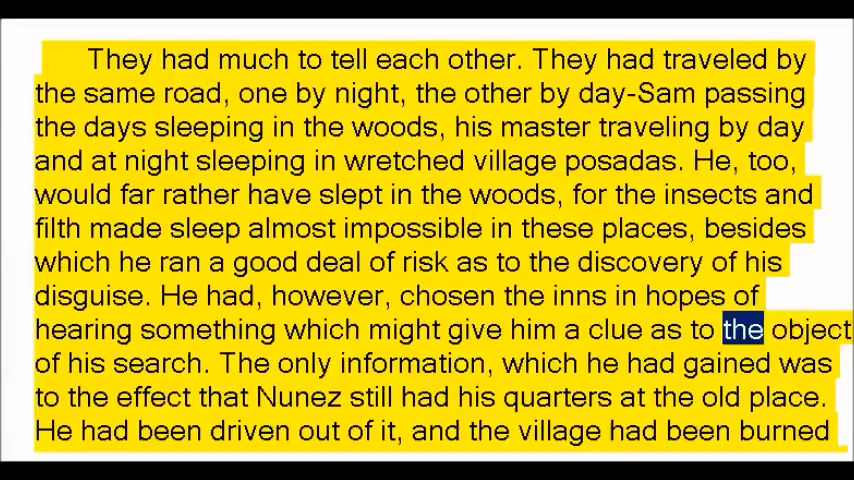 They had much to tell each other. They had traveled by
the same road, one by night, the other by day-Sam passing
the days sleeping in the woods, his master traveling by day
and at night sleeping in wretched village posadas. He, too,
would far rather have slept in the woods, for the insects and
filth made sleep almost impossible in these places, besides
which he ran a good deal of risk as to the discovery of his
disguise. He had, however, chosen the inns in hopes of
hearing something which might give him a clue as to the object
of his search. The only information, which he had gained was
to the effect that Nunez still had his quarters at the old place.
He had been driven out of it, and the village had been burned